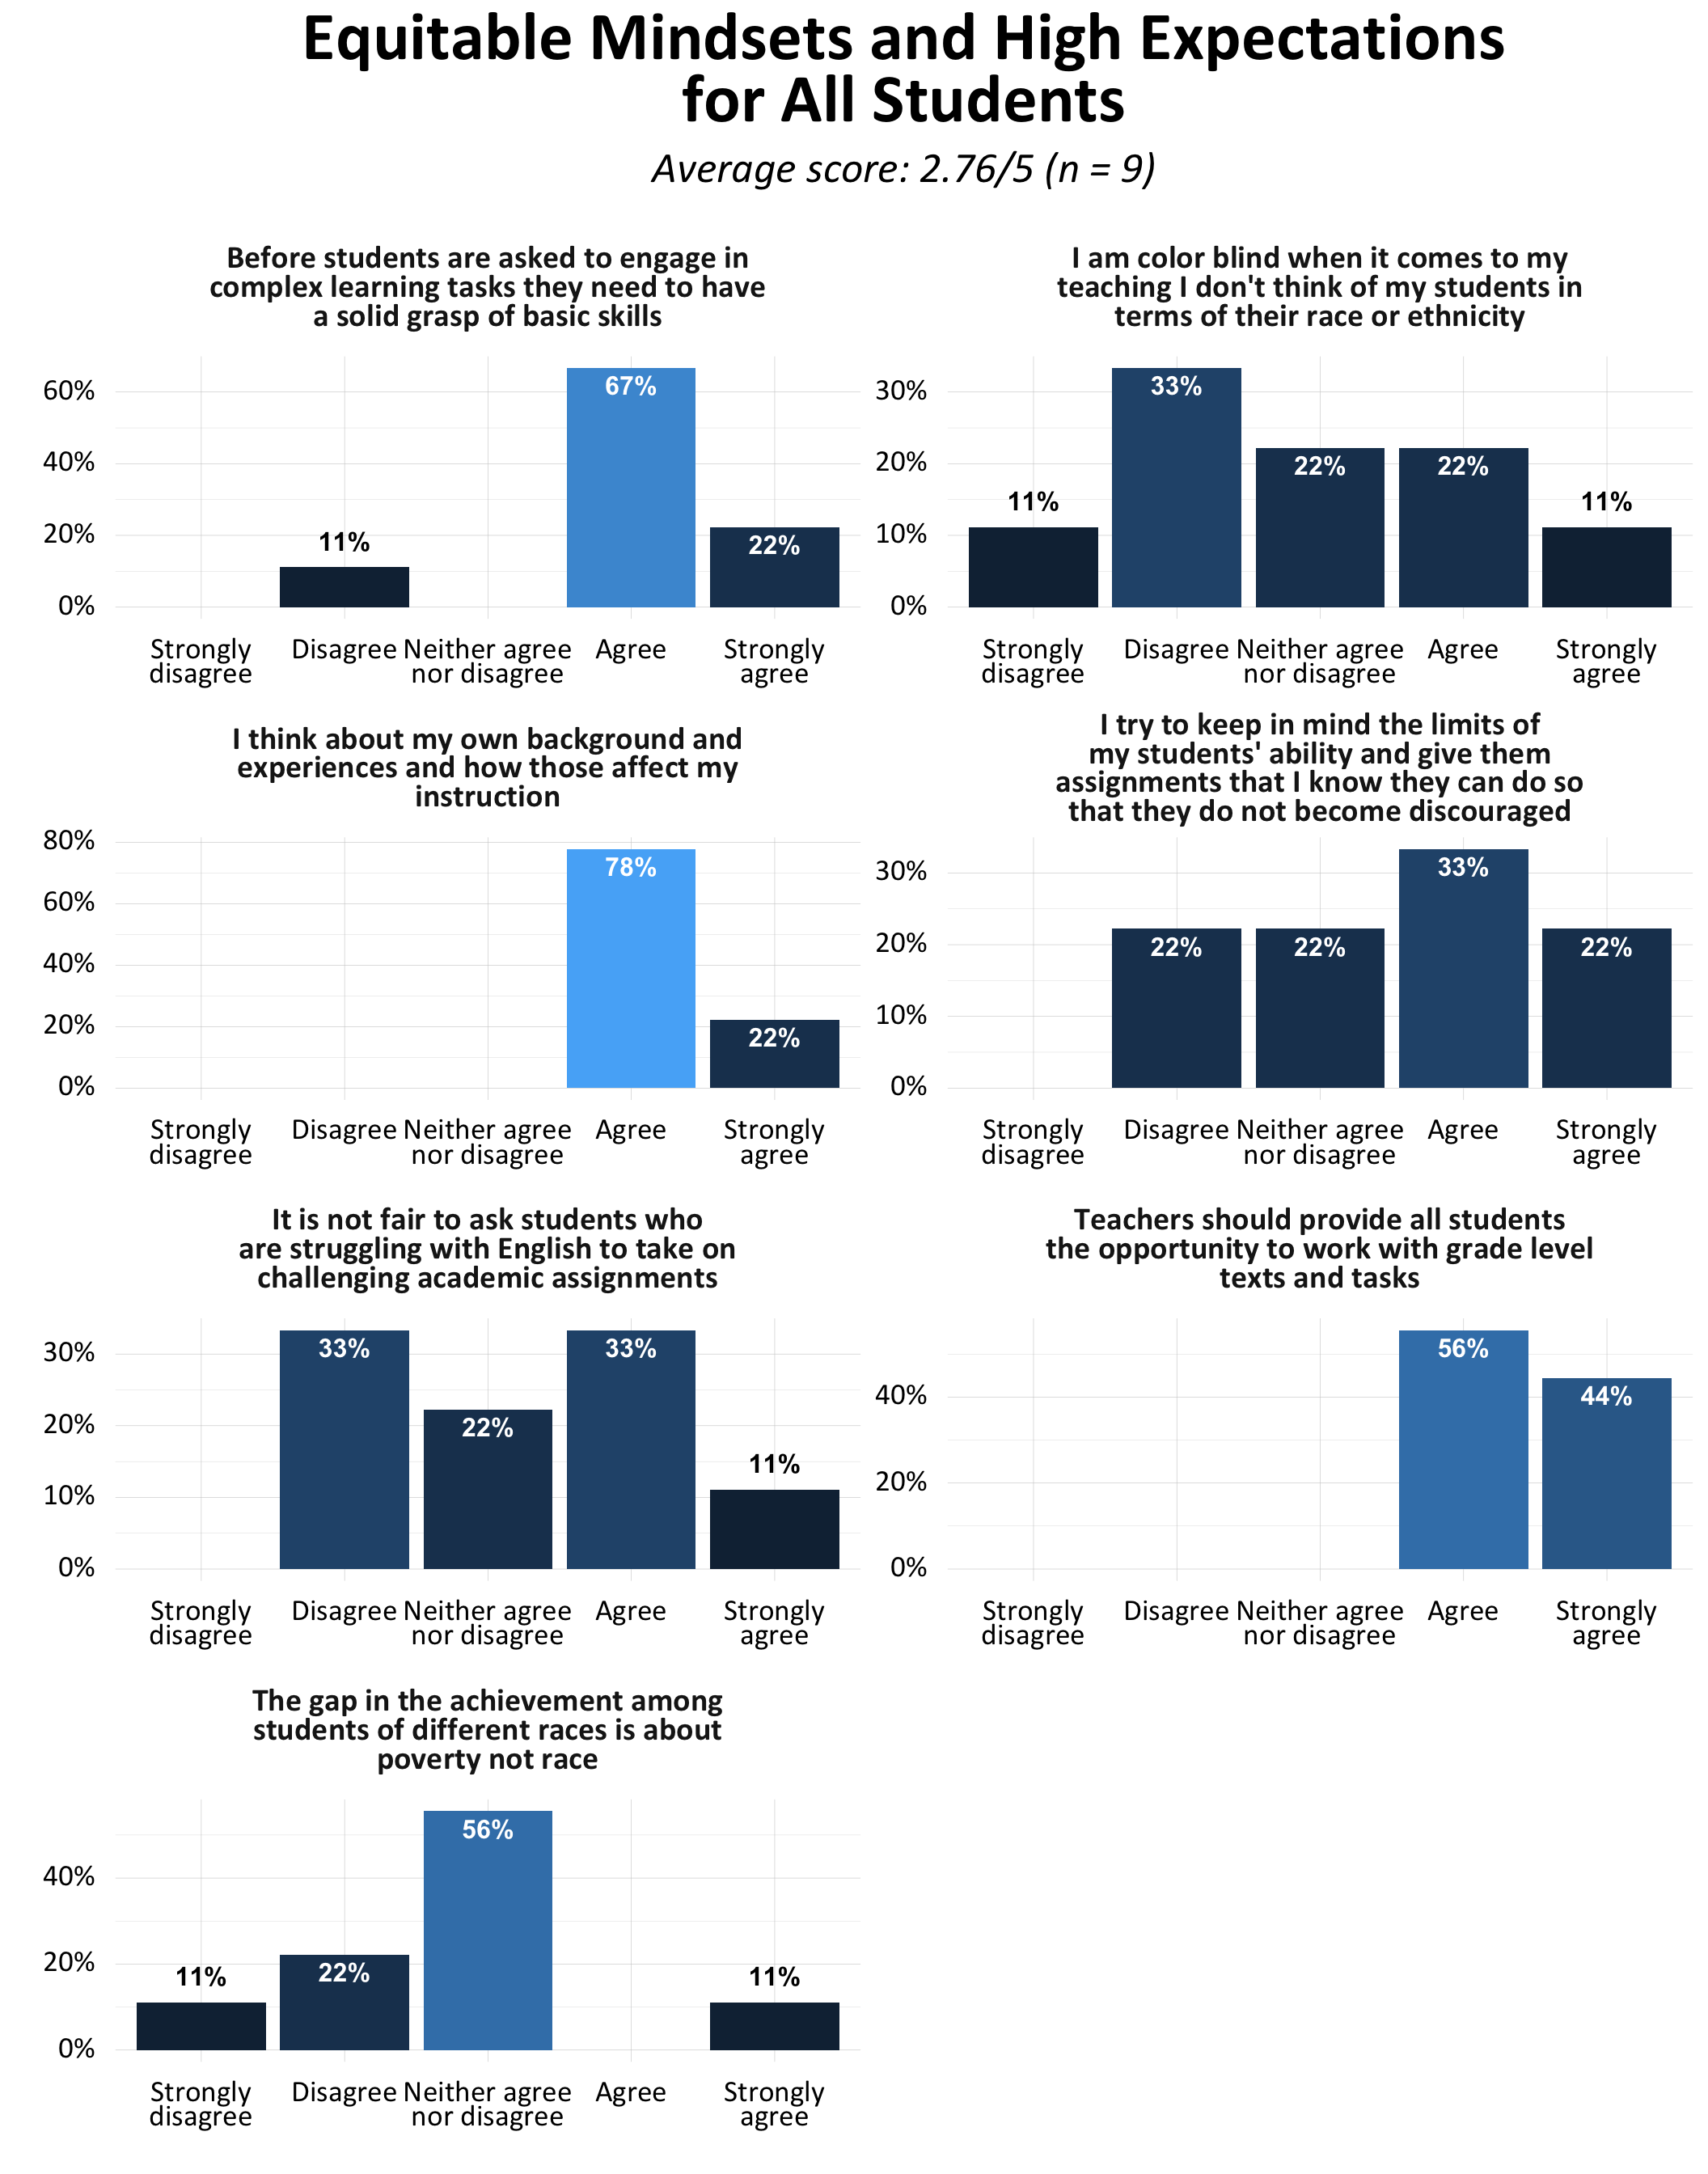 Equitable Mindsets and High Expectations
for All Students
Average score: 2.76/5 (n = 9)
Before students are asked to engage in
complex learning tasks they need to have
a solid grasp of basic skills
60%
40%
20%
0%
11%
67%
22%
Strongly
disagree
Disagree
Neither agree
nor disagree
Agree
Strongly
agree
I am color blind when it comes to my
teaching I don't think of my students in
terms of their race or ethnicity
30%
20%
10%
0%
11%
33%
22%
22%
11%
Strongly
disagree
Disagree
Neither agree
nor disagree
Agree
Strongly
agree
I think about my own background and
experiences and how those affect my
instruction
80%
60%
40%
20%
0%
78%
22%
Strongly
disagree
Disagree
Neither agree
nor disagree
Agree
Strongly
agree
I try to keep in mind the limits of
my students' ability and give them
assignments that I know they can do so
that they do not become discouraged
30%
20%
10%
0%
22%
22%
33%
22%
Strongly
disagree
Disagree
Neither agree
nor disagree
Agree
Strongly
agree
It is not fair to ask students who
are struggling with English to take on
challenging academic assignments
30%
20%
10%
0%
33%
22%
33%
11%
Strongly
disagree
Disagree
Neither agree
nor disagree
Agree
Strongly
agree
Teachers should provide all students
the opportunity to work with grade level
texts and tasks
40%
20%
0%
56%
44%
Strongly
disagree
Disagree
Neither agree
nor disagree
Agree
Strongly
agree
The gap in the achievement among
students of different races is about
poverty not race
40%
20%
0%
11%
22%
56%
11%
Strongly
disagree
Disagree
Neither agree
nor disagree
Agree
Strongly
agree